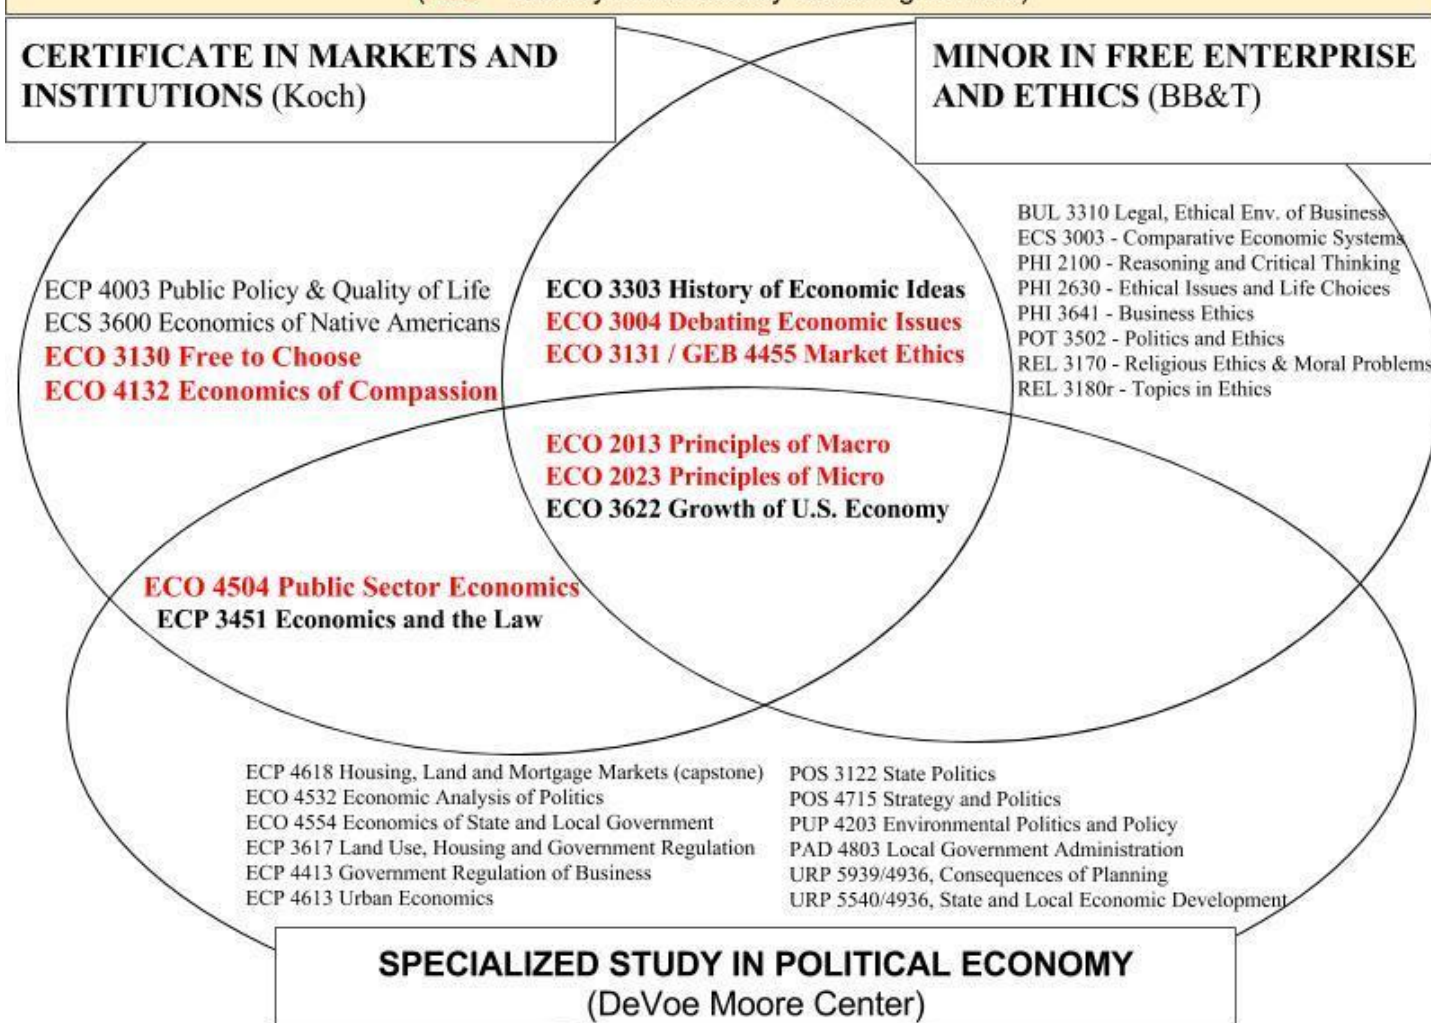 CERTIFICATE IN MARKETS AND
INSTITUTIONS (Koch)
MINOR IN FREE ENTERPRISE
AND ETHICS (BB&T)
BUL 3310 Legal, Ethical Env. of Business
ECS 3003 - Comparative Economic Systems
PHI 2100 - Reasoning and Critical Thinking
PHI 2630 - Ethical Issues and Life Choices
PHI 3641 - Business Ethics
POT 3502 - Politics and Ethics
REL 3170 - Religious Ethics & Moral Problems
REL 3180r - Topics in Ethics
ECP 4003 Public Policy & Quality of Life
ECS 3600 Economics of Native Americans
ECO 3130 Free to Choose
ECO 4132 Economics of Compassion
ECO 3303 History of Economic Ideas
ECO 3004 Debating Economic Issues
ECO 3131 / GEB 4455 Market Ethics
ECO 2013 Principles of Macro
ECO 2023 Principles of Micro
ECO 3622 Growth of U.S. Economy
ECO 4504 Public Sector Economics
ECP 3451 Economics and the Law
ECP 4618 Housing, Land and Mortgage Markets (capstone)
ECO 4532 Economic Analysis of Politics
ECO 4554 Economics of State and Local Government
ECP 3617 Land Use, Housing and Government Regulation
ECP 4413 Government Regulation of Business
ECP 4613 Urban Economics
POS 3122 State Politics
POS 4715 Strategy and Politics
PUP 4203 Environmental Politics and Policy
PAD 4803 Local Government Administration
URP 5939/4936, Consequences of Planning
URP 5540/4936, State and Local Economic Development
SPECIALIZED STUDY IN POLITICAL ECONOMY
(DeVoe Moore Center)